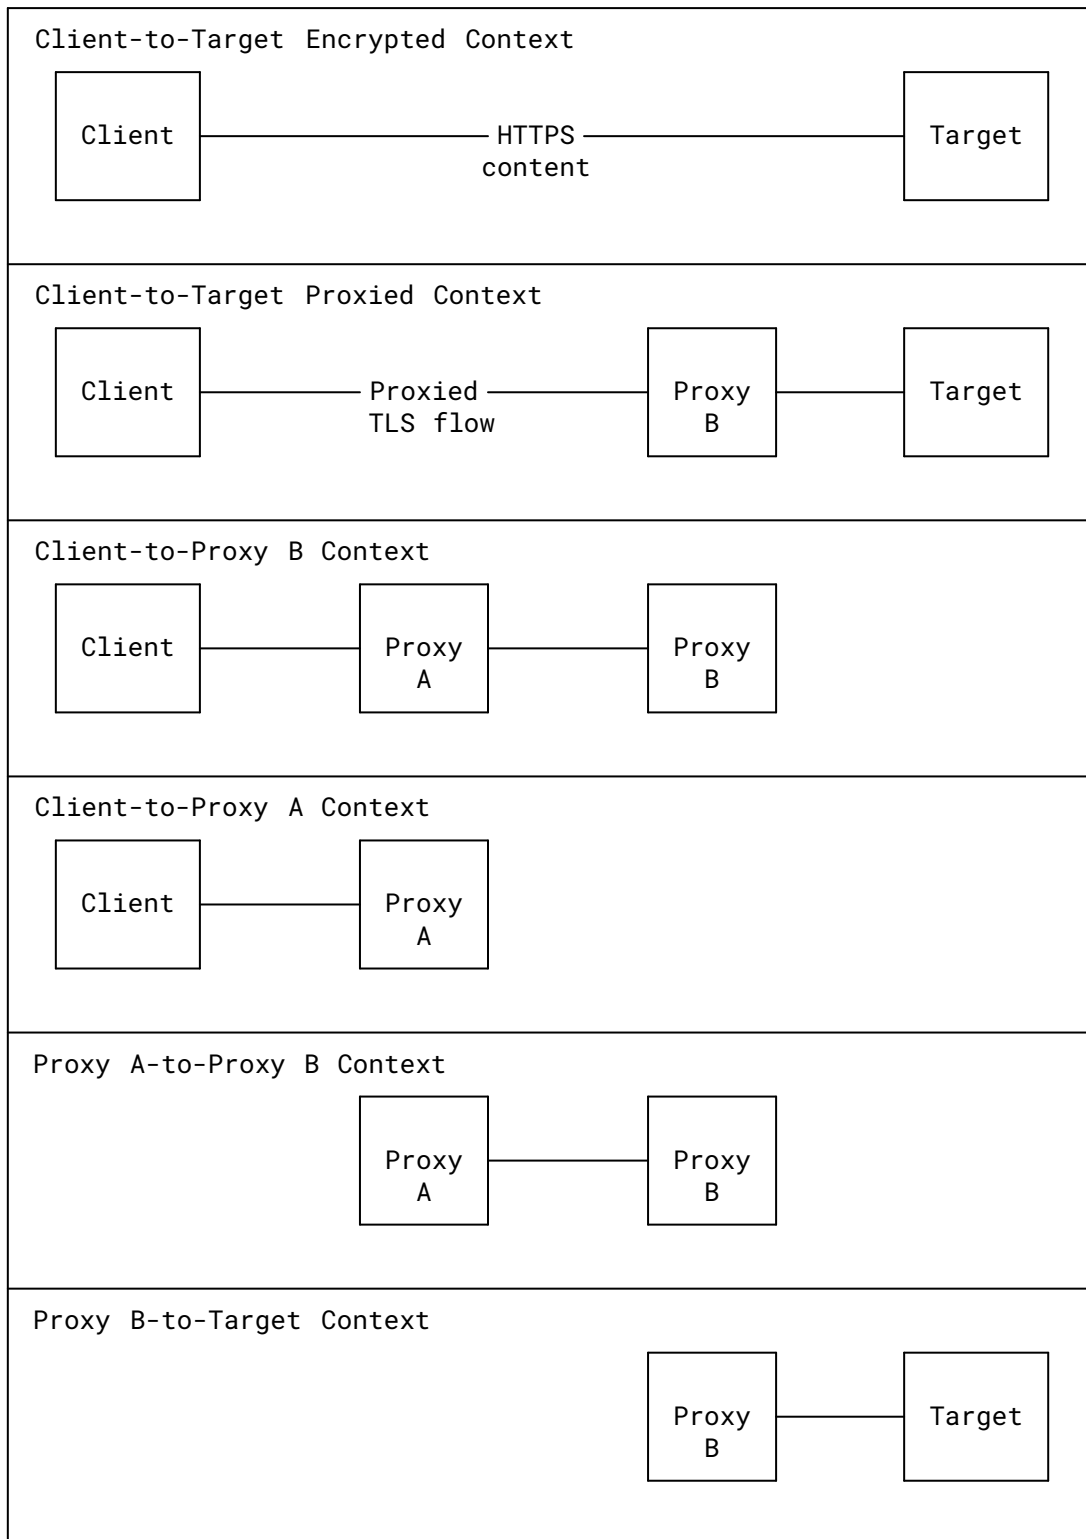 Client-to-Target Encrypted Context
Client HTTPS Target
content
Client-to-Target Proxied Context
Client Proxied Proxy Target
TLS flow B
Client-to-Proxy B Context
Client Proxy Proxy
A B
Client-to-Proxy A Context
Client Proxy
A
Proxy A-to-Proxy B Context
Proxy Proxy
A B
Proxy B-to-Target Context
Proxy Target
B